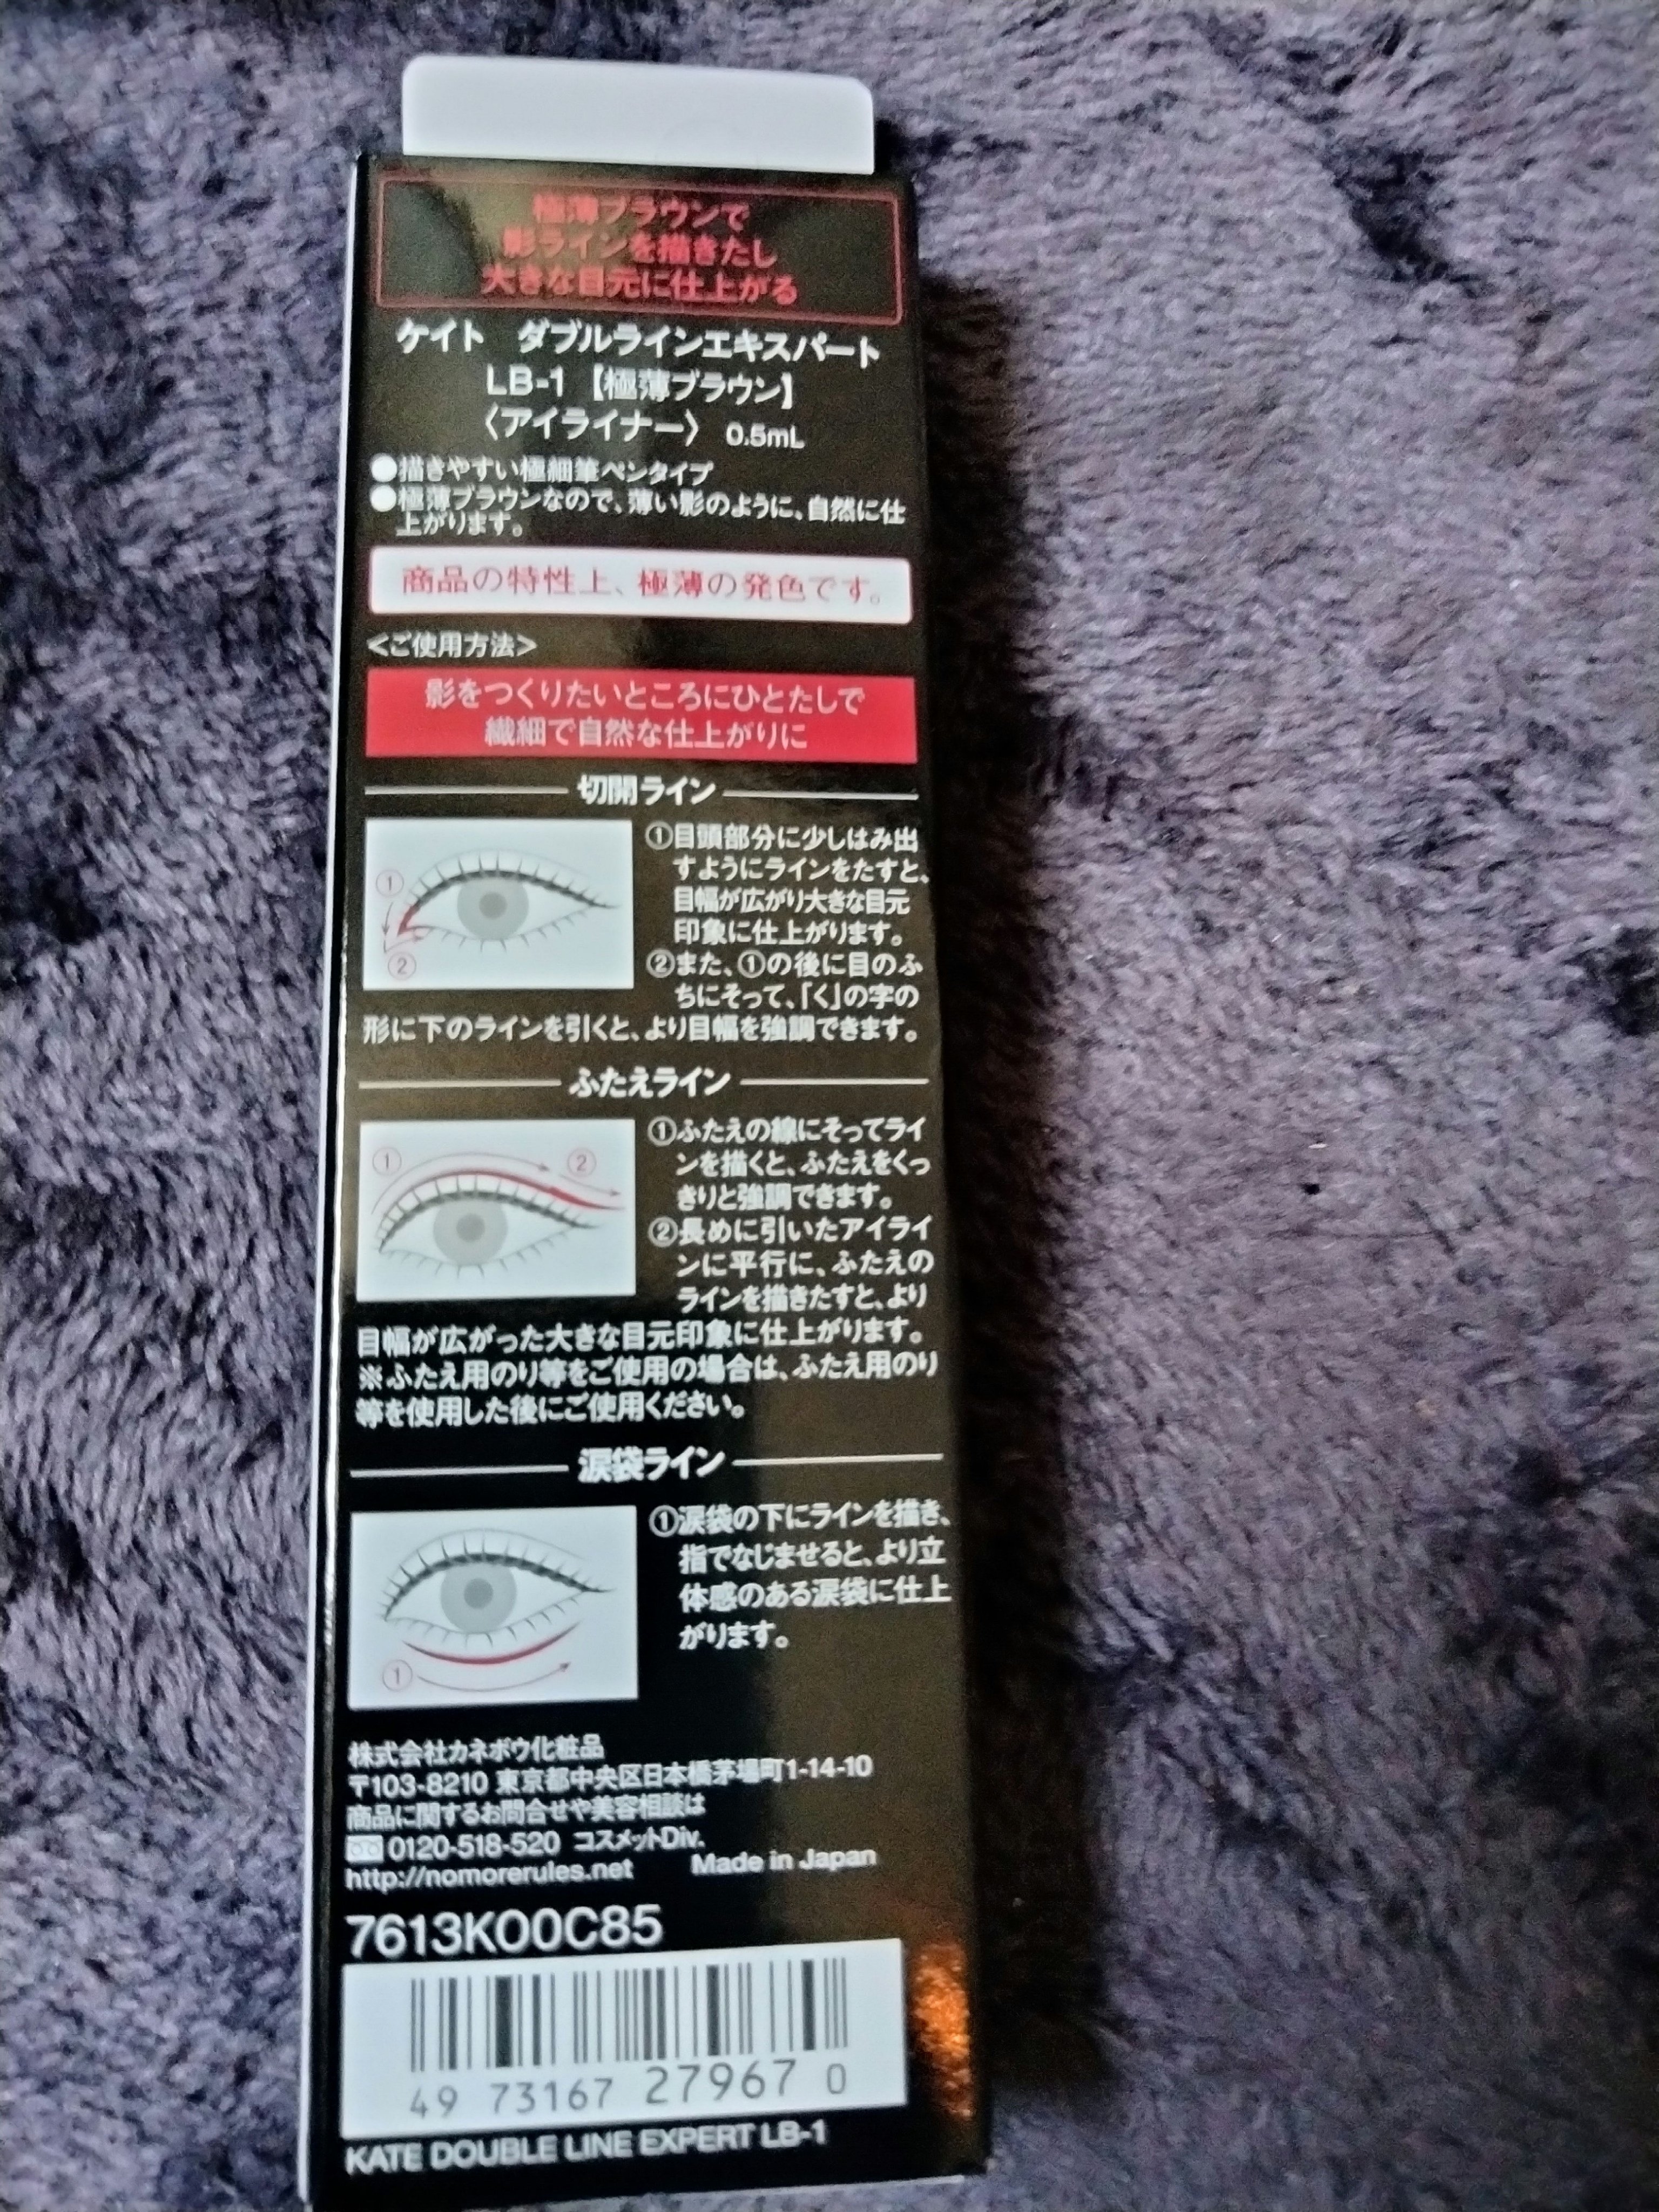 極薄ブラウンで
影ラインを描きたし
大きな目元に仕上がる
ケイト　ダブルラインエキスパート
LB-1【極薄ブラウン】
〈アイライナー〉 0.5mL
●描きやすい極細筆ペンタイプ
●極薄ブラウンなので、薄い影のように、自然に仕
上がります。
商品の特性上、極薄の発色です。
＜ご使用方法＞
影をつくりたいところにひとたしで
繊細で自然な仕上がりに
切開ライン
①
②
①目頭部分に少しはみ出
すようにラインをたすと、
目幅が広がり大きな目元
印象に仕上がります。
②また、①の後に目のふ
ちにそって、「く」の字の
形に下のラインを引くと、より目幅を強調できます。
ふたえライン
① ②
①ふたえの線にそってライ
ンを描くと、ふたえをくっ
きりと強調できます。
②長めに引いたアイライ
ンに平行に、ふたえの
ラインを描きたすと、より
目幅が広がった大きな目元印象に仕上がります。
※ふたえ用のり等をご使用の場合は、ふたえ用のり
等を使用した後にご使用ください。
涙袋ライン
①
①涙袋の下にラインを描き、
指でなじませると、より立
体感のある涙袋に仕上
がります。
株式会社カネボウ化粧品
〒103-8210 東京都中央区日本橋茅場町1-14-10
商品に関するお問合せや美容相談は
0120-518-520 コスメットDiv.
http://nomorerules.net Made in Japan
7613KO0C85
49 73167 27967 0
KATE DOUBLE LINE EXPERT LB-1